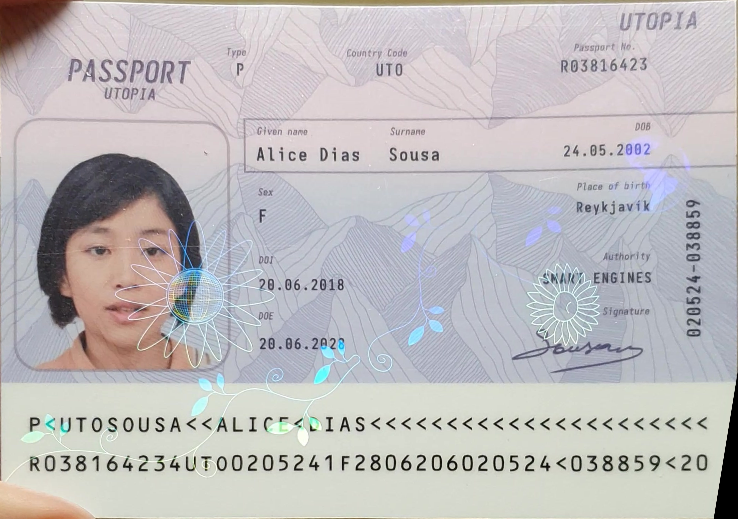 UTOPIA
PASSPORT
UTOPIA
Type
P
Country Code
UTO
Passport No.
R03816423
Given name
Alice Dias
Surname
Sousa
DOB
24.05.2002
Sex
F
Place of birth
Reykjavik
DOI
20.06.2018
Authority
SMART ENGINES
DOE
20.06.2028
Signature
Sousa
020524-038859
P<UTOSOUSA<<ALICE<DIAS<<<<<<<<<<<<<<<<<<<<<<
R038164234UTO0205241F2806206020524<038859<20